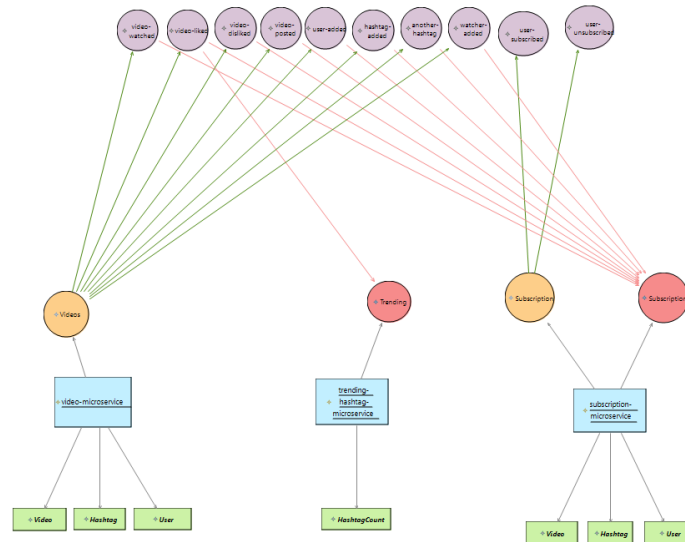 video-
watched
video-liked
video-
disliked
video-
posted
user-added
hashtag-
added
another-
hashtag
watcher-
added
user-
subscribed
user-
unsubscribed
Videos
Trending
Subscription
Subscription
video-microservice
trending-
hashtag-
microservice
subscription-
microservice
Video
Hashtag
User
HashtagCount
Video
Hashtag
User